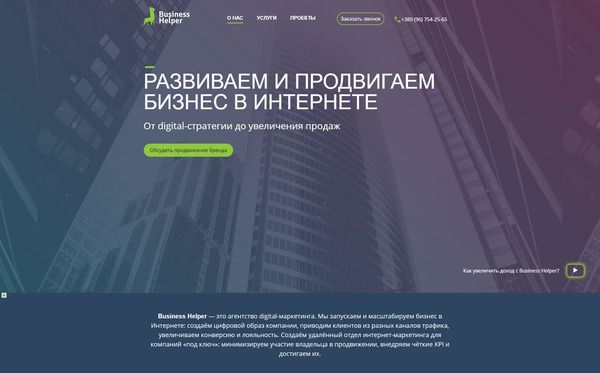 Business
Helper
О НАС
УСЛУГИ
ПРОЕКТЫ
Заказать звонок
+380 (96) 754-25-65
РАЗВИВАЕМ И ПРОДВИГАЕМ
БИЗНЕС В ИНТЕРНЕТЕ
От digital-стратегии до увеличения продаж
Обсудить продвижение бренда
Как увеличить доход с Business Helper?
Business Helper — это агентство digital-маркетинга. Мы запускаем и масштабируем бизнес в
Интернете: создаём цифровой образ компании, приводим клиентов из разных каналов трафика,
увеличиваем конверсию и лояльность. Создаём удалённый отдел интернет-маркетинга для
компаний «под ключ»: минимизируем участие владельца в продвижении, внедряем чёткие KPI и
достигаем их.